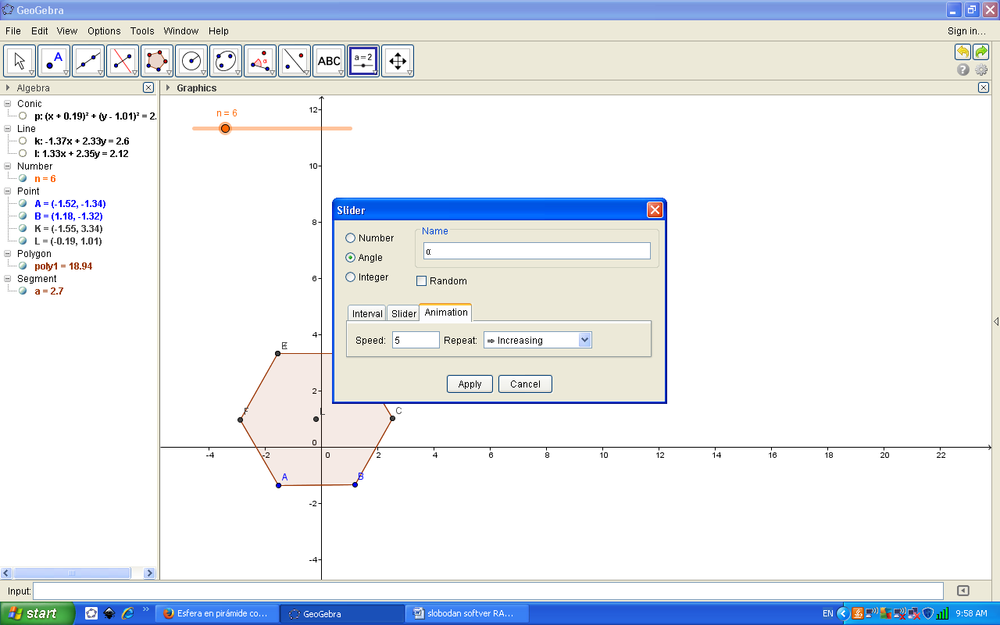 GeoGebra
File Edit View Options Tools Window Help
Sign in...
A
α
ABC
a = 2
Algebra
Graphics
Conic
p: (x + 0.19)² + (y - 1.01)² = 2.
Line
k: -1.37x + 2.33y = 2.6
l: 1.33x + 2.35y = 2.12
Number
n = 6
Point
A = (-1.52, -1.34)
B = (1.18, -1.32)
K = (-1.55, 3.34)
L = (-0.19, 1.01)
Polygon
poly1 = 18.94
Segment
a = 2.7
n = 6
12
10
8
6
4
2
0
-2
-4
-4 -2 0 2 4 6 8 10 12 14 16 18 20 22
F
L
C
A
B
Slider
Number
Angle
Integer
Name
α
Random
Interval Slider Animation
Speed: 5 Repeat: ⇒ Increasing
Apply Cancel
Input:
start
Esfera en pirámide co...
GeoGebra
slobodan softver RA...
EN
9:58 AM